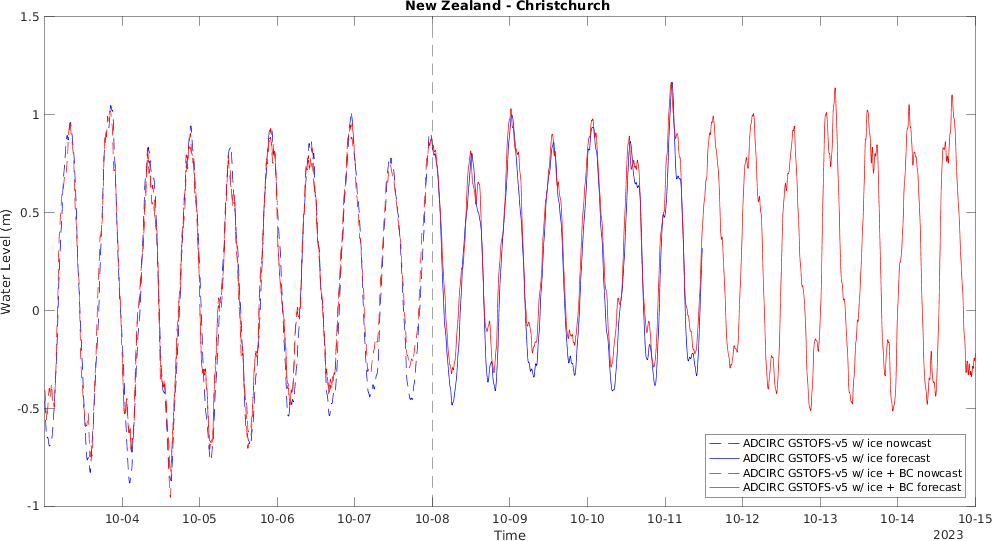 New Zealand - Christchurch
1.5
1
1.5
0
-0.5
-1
Water Level (m)
10-04
10-05
10-06
10-07
10-08
10-09
10-10
10-11
10-12
10-13
10-14
10-15
2023
Time
ADCIRC GSTOFS-v5 w/ ice nowcast
ADCIRC GSTOFS-v5 w/ ice forecast
ADCIRC GSTOFS-v5 w/ ice + BC nowcast
ADCIRC GSTOFS-v5 w/ ice + BC forecast